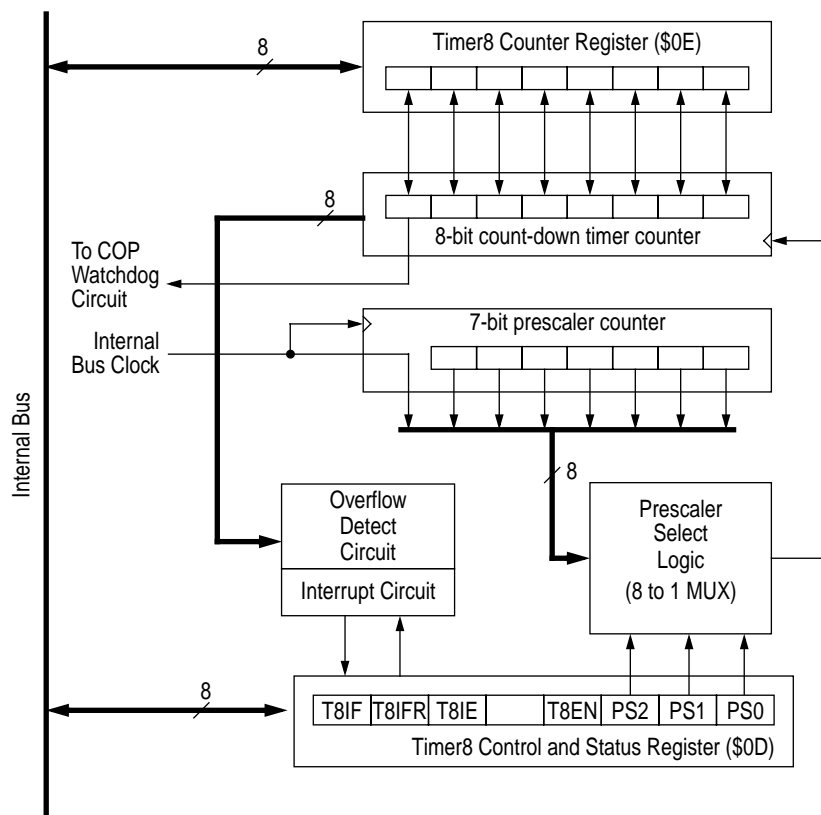 8
Timer8 Counter Register ($0E)
8
8-bit count-down timer counter
To COP
Watchdog
Circuit
7-bit prescaler counter
Internal
Bus Clock
Internal Bus
8
Overflow
Detect
Circuit
Interrupt Circuit
Prescaler
Select
Logic
(8 to 1 MUX)
8
T8IF T8IFR T8IE T8EN PS2 PS1 PS0
Timer8 Control and Status Register ($0D)